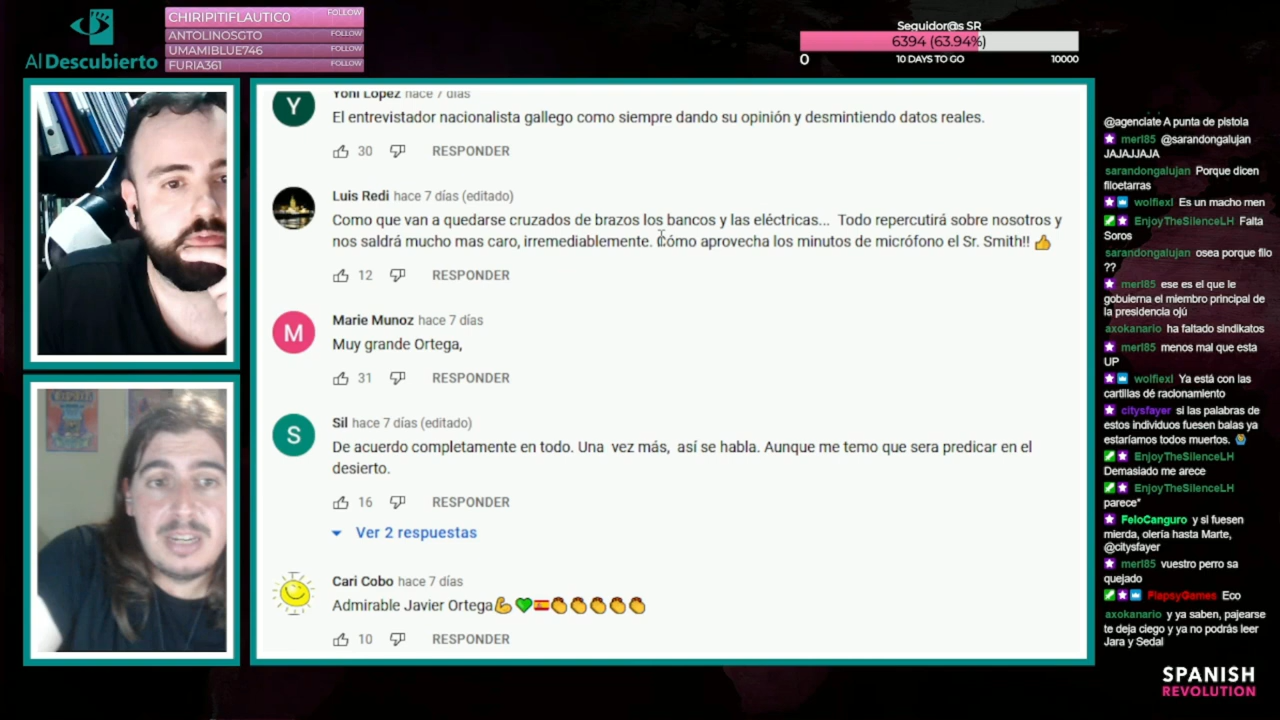 Al Descubierto
CHIRIPITIFLAUTICO FOLLOW
ANTOLINOSGTO FOLLOW
UMAMIBLUE746 FOLLOW
FURIA361 FOLLOW
Seguidor@s SR
6394 (63.94%)
0 10 DAYS TO GO 10000
Y
Yoni Lopez hace 7 días
El entrevistador nacionalista gallego como siempre dando su opinión y desmintiendo datos reales.
30 RESPONDER
Luis Redi hace 7 días (editado)
Como que van a quedarse cruzados de brazos los bancos y las eléctricas... Todo repercutirá sobre nosotros y
nos saldrá mucho mas caro, irremediablemente. Cómo aprovecha los minutos de micrófono el Sr. Smith!! 👍
12 RESPONDER
M
Marie Munoz hace 7 días
Muy grande Ortega,
31 RESPONDER
S
Sil hace 7 días (editado)
De acuerdo completamente en todo. Una vez más, así se habla. Aunque me temo que sera predicar en el
desierto.
16 RESPONDER
Ver 2 respuestas
Cari Cobo hace 7 días
Admirable Javier Ortega💪💚🇪🇸👏👏👏👏👏
10 RESPONDER
@agenciate A punta de pistola
merl85 @sarandongalujan
JAJAJJAJA
sarandongalujan Porque dicen
filoetarras
wolfiexl Es un macho men
EnjoyTheSilenceLH Falta
Soros
sarandongalujan osea porque filo
??
merl85 ese es el que le
gobuierna el miembro principal de
la presidencia ojú
axokanario ha faltado sindikatos
merl85 menos mal que esta
UP
wolfiexl Ya está con las
cartillas dé racionamiento
citysfayer si las palabras de
estos individuos fuesen balas ya
estaríamos todos muertos.
EnjoyTheSilenceLH
Demasiado me arece
EnjoyTheSilenceLH
parece*
FeloCanguro y si fuesen
mierda, olería hasta Marte,
@citysfayer
merl85 vuestro perro sa
quejado
FlapsyGames Eco
axokanario y ya saben, pajearse
te deja ciego y ya no podrás leer
Jara y Sedal
SPANISH
REVOLUTION